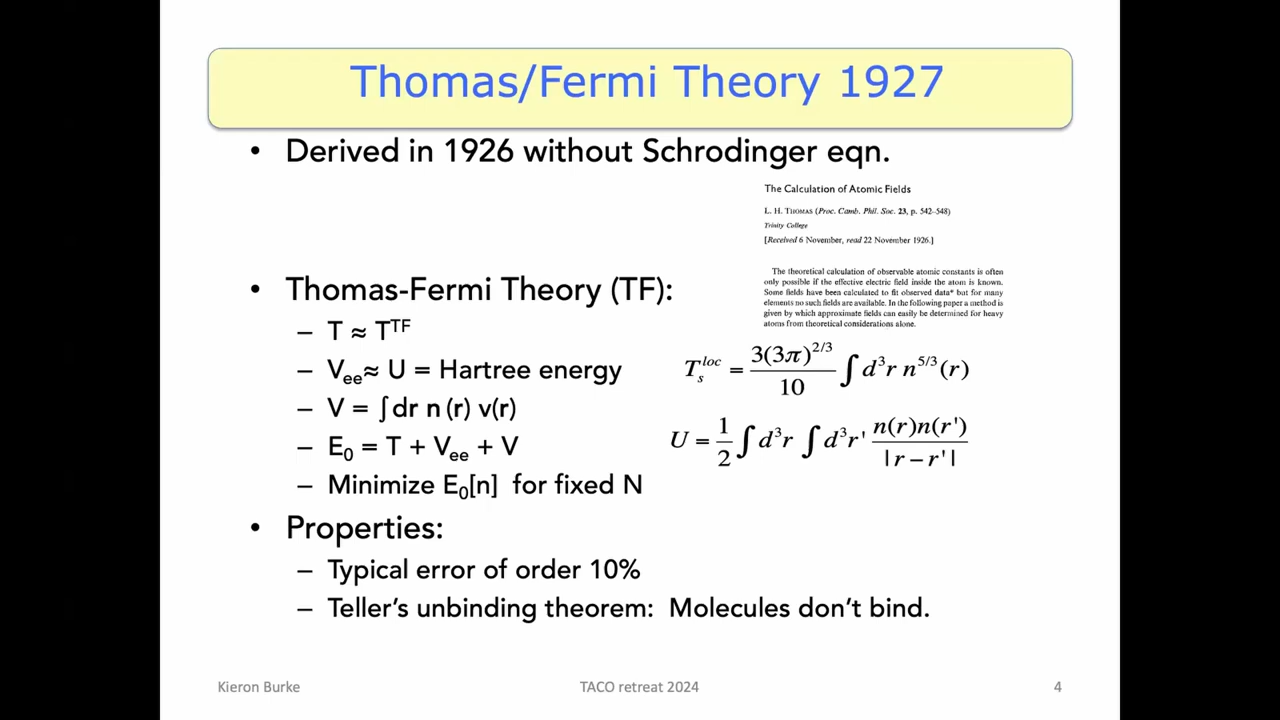 Thomas/Fermi Theory 1927
• Derived in 1926 without Schrodinger eqn.
The Calculation of Atomic Fields
L. H. THOMAS (Proc. Camb. Phil. Soc. 23, p. 542–548)
Trinity College
[Received 6 November, read 22 November 1926.]
The theoretical calculation of observable atomic constants is often
only possible if the effective electric field inside the atom is known.
Some fields have been calculated to fit observed data* but for many
elements no such fields are available. In the following paper a method is
given by which approximate fields can easily be determined for heavy
atoms from theoretical considerations alone.
• Thomas-Fermi Theory (TF):
– T ≈ T^TF
– V_ee ≈ U = Hartree energy
– V = ∫dr n (r) v(r)
– E_0 = T + V_ee + V
– Minimize E_0[n] for fixed N
T_s^loc = 3(3π)^2/3 / 10 ∫ d³r n^5/3 (r)
U = 1/2 ∫ d³r ∫ d³r' n(r)n(r') / |r – r'|
• Properties:
– Typical error of order 10%
– Teller’s unbinding theorem: Molecules don’t bind.
Kieron Burke
TACO retreat 2024
4